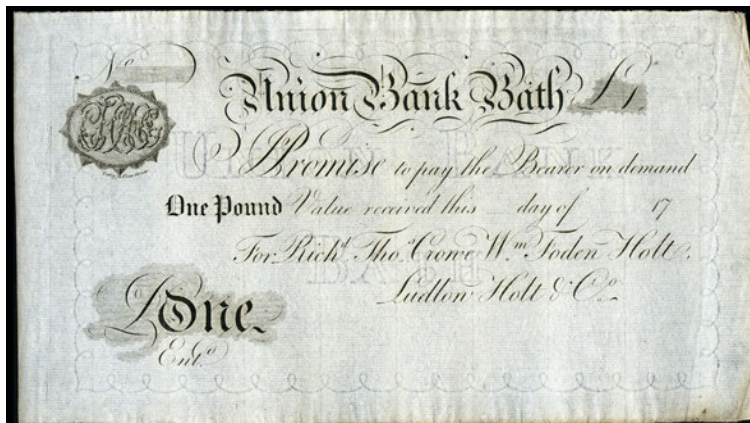 No
Union Bank Bath £1
I Promise to pay the Bearer on demand
One Pound Value received this day of 17
For Richd. Thos. Crowe Wm. Foden Holt,
Ludlow Holt & Co.
£One
Entd.